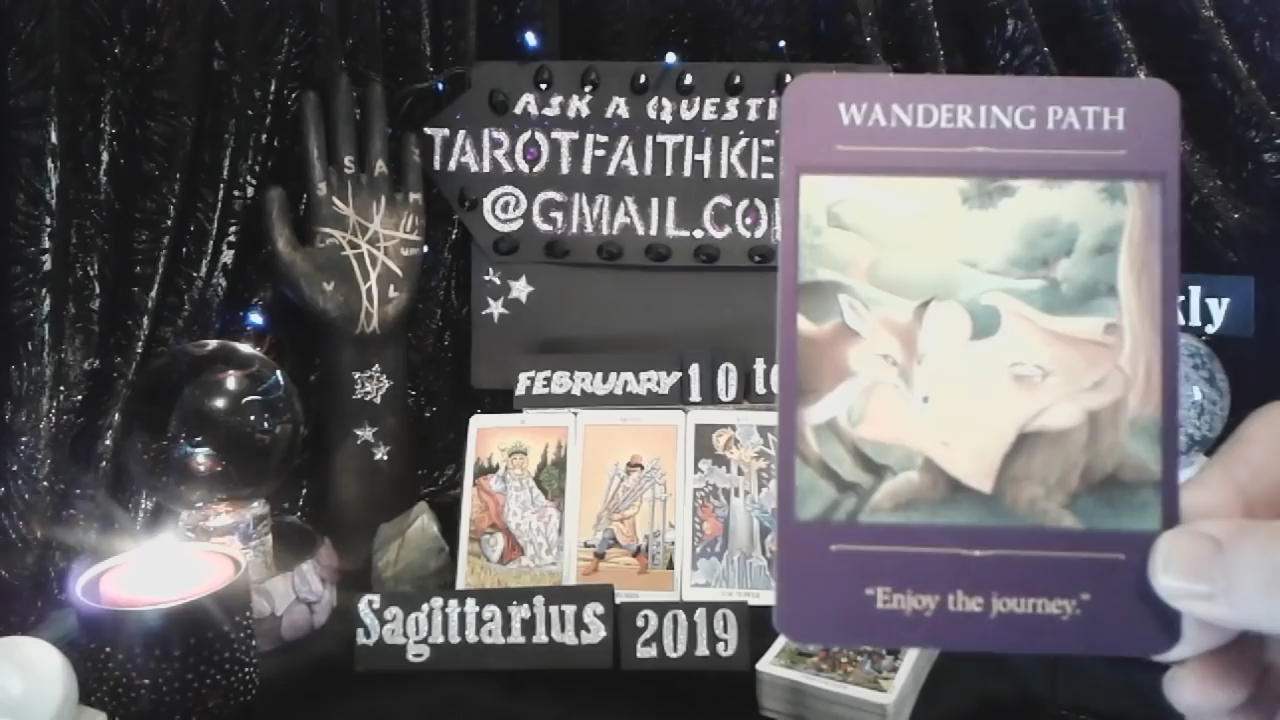 ASK A QUESTI
TAROTFAITHKE
@GMAIL.CO
WANDERING PATH
"Enjoy the journey."
S A
FEBRUARY 10 to
kly
Sagittarius 2019